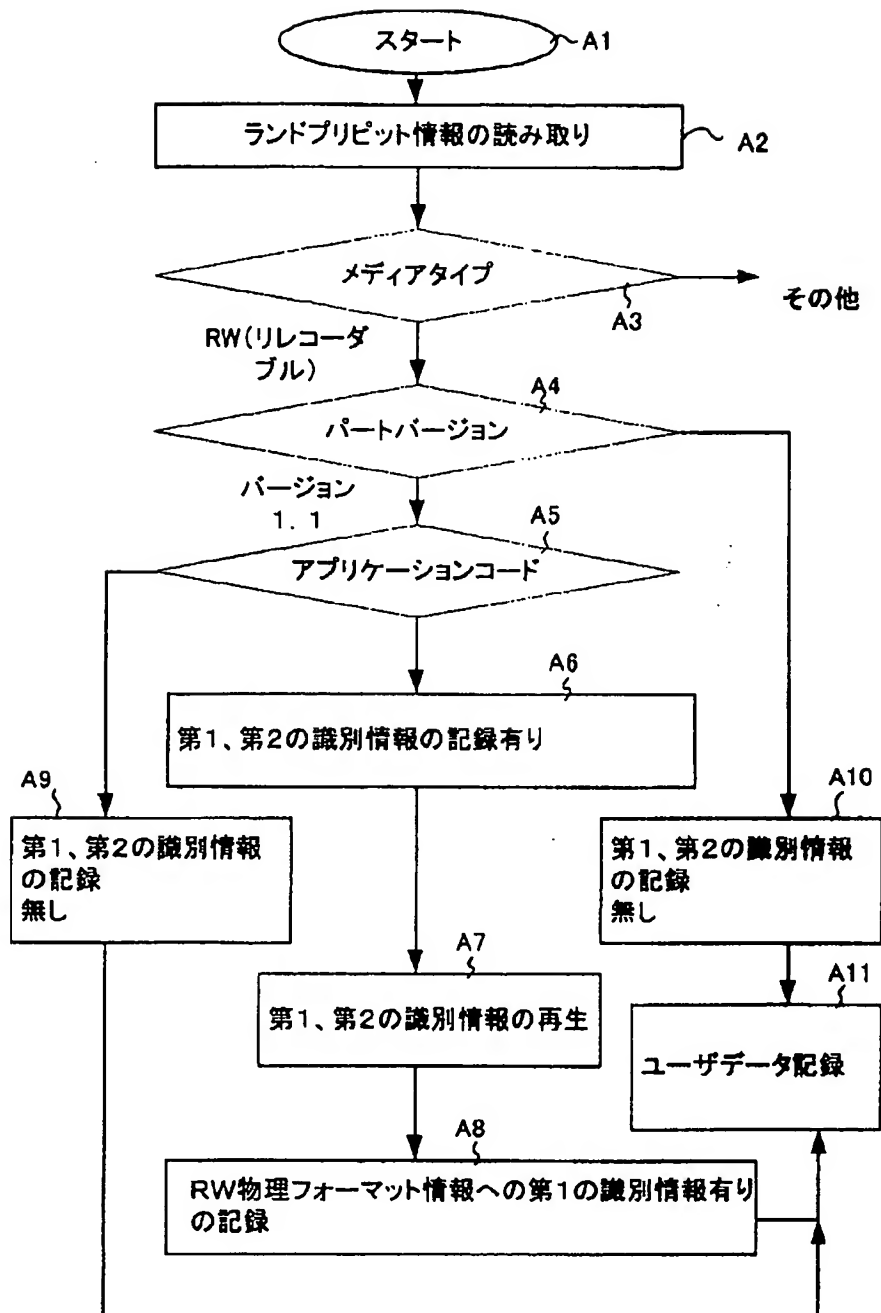 スタート
A1
ランドプリピット情報の読み取り
A2
メディアタイプ
A3
その他
RW(リレコーダ
ブル)
A4
パートバージョン
バージョン
1.1
A5
アプリケーションコード
A6
第1、第2の識別情報の記録有り
A9
第1、第2の識別情報
の記録
無し
A10
第1、第2の識別情報
の記録
無し
A7
第1、第2の識別情報の再生
A11
ユーザデータ記録
A8
RW物理フォーマット情報への第1の識別情報有り
の記録